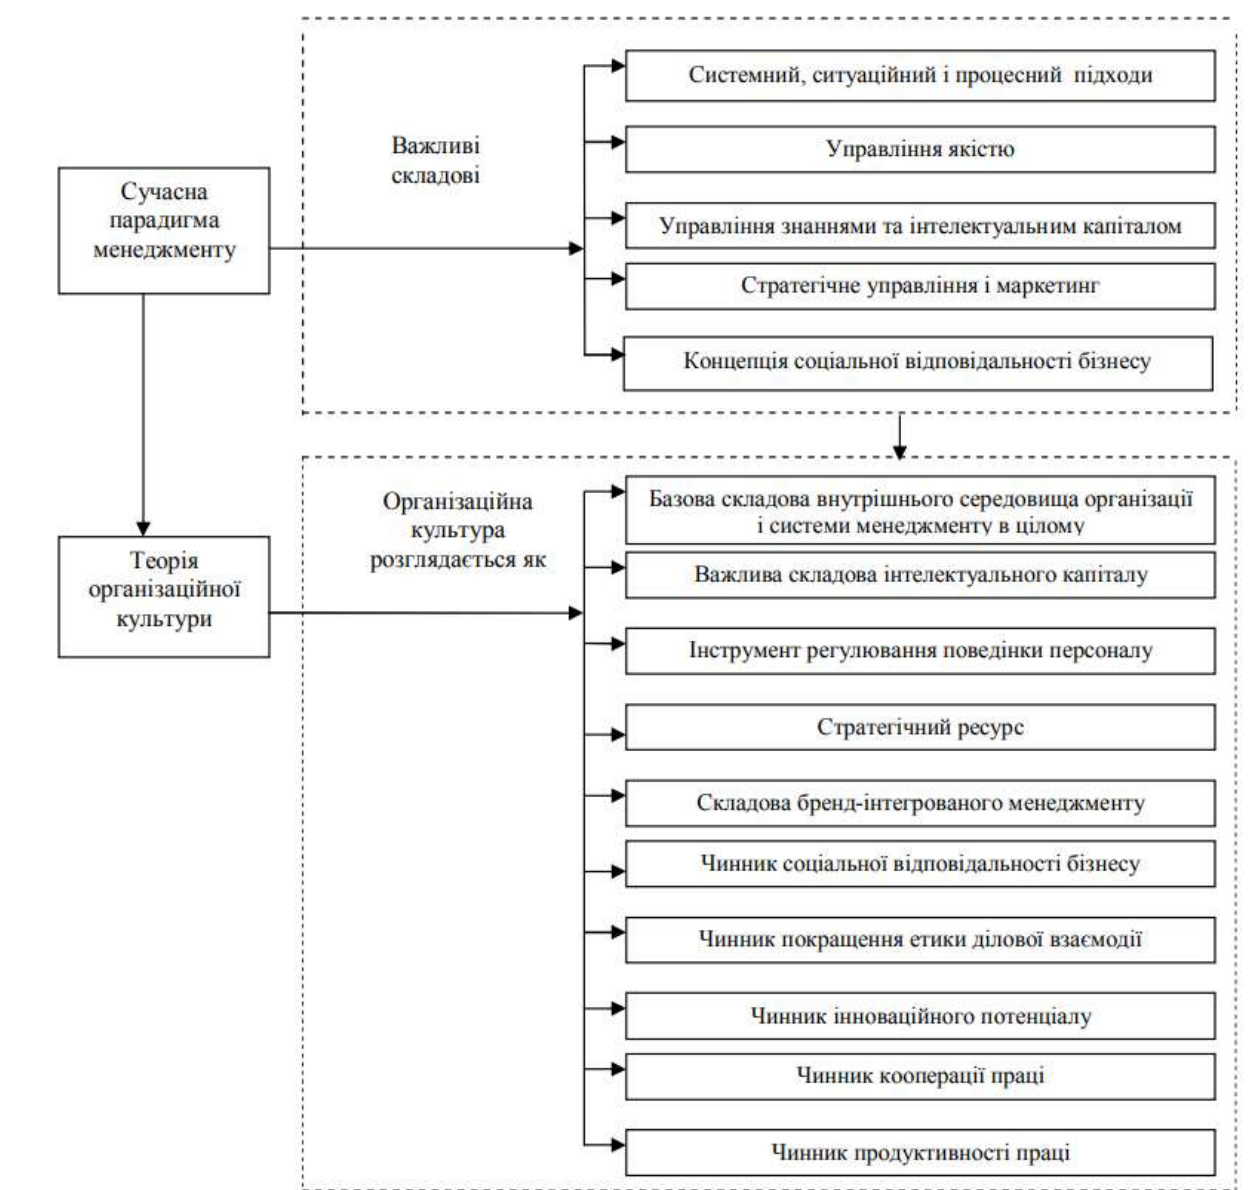 Сучасна
парадигма
менеджменту
Важливі
складові
Системний, ситуаційний і процесний підходи
Управління якістю
Управління знаннями та інтелектуальним капіталом
Стратегічне управління і маркетинг
Концепція соціальної відповідальності бізнесу
Теорія
організаційної
культури
Організаційна
культура
розглядається як
Базова складова внутрішнього середовища організації
і системи менеджменту в цілому
Важлива складова інтелектуального капіталу
Інструмент регулювання поведінки персоналу
Стратегічний ресурс
Складова бренд-інтегрованого менеджменту
Чинник соціальної відповідальності бізнесу
Чинник покращення етики ділової взаємодії
Чинник інноваційного потенціалу
Чинник кооперації праці
Чинник продуктивності праці